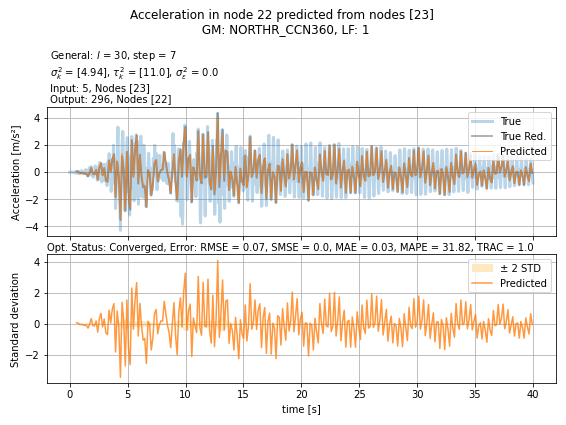 Acceleration in node 22 predicted from nodes [23]
GM: NORTHR_CCN360, LF: 1
General: l = 30, step = 7
σ²ₖ = [4.94], τ²ₖ = [11.0], σ²ε = 0.0
Input: 5, Nodes [23]
Output: 296, Nodes [22]
Acceleration [m/s²]
4
2
0
−2
−4
True
True Red.
Predicted
Opt. Status: Converged, Error: RMSE = 0.07, SMSE = 0.0, MAE = 0.03, MAPE = 31.82, TRAC = 1.0
Standard deviation
4
2
0
−2
± 2 STD
Predicted
0 5 10 15 20 25 30 35 40
time [s]